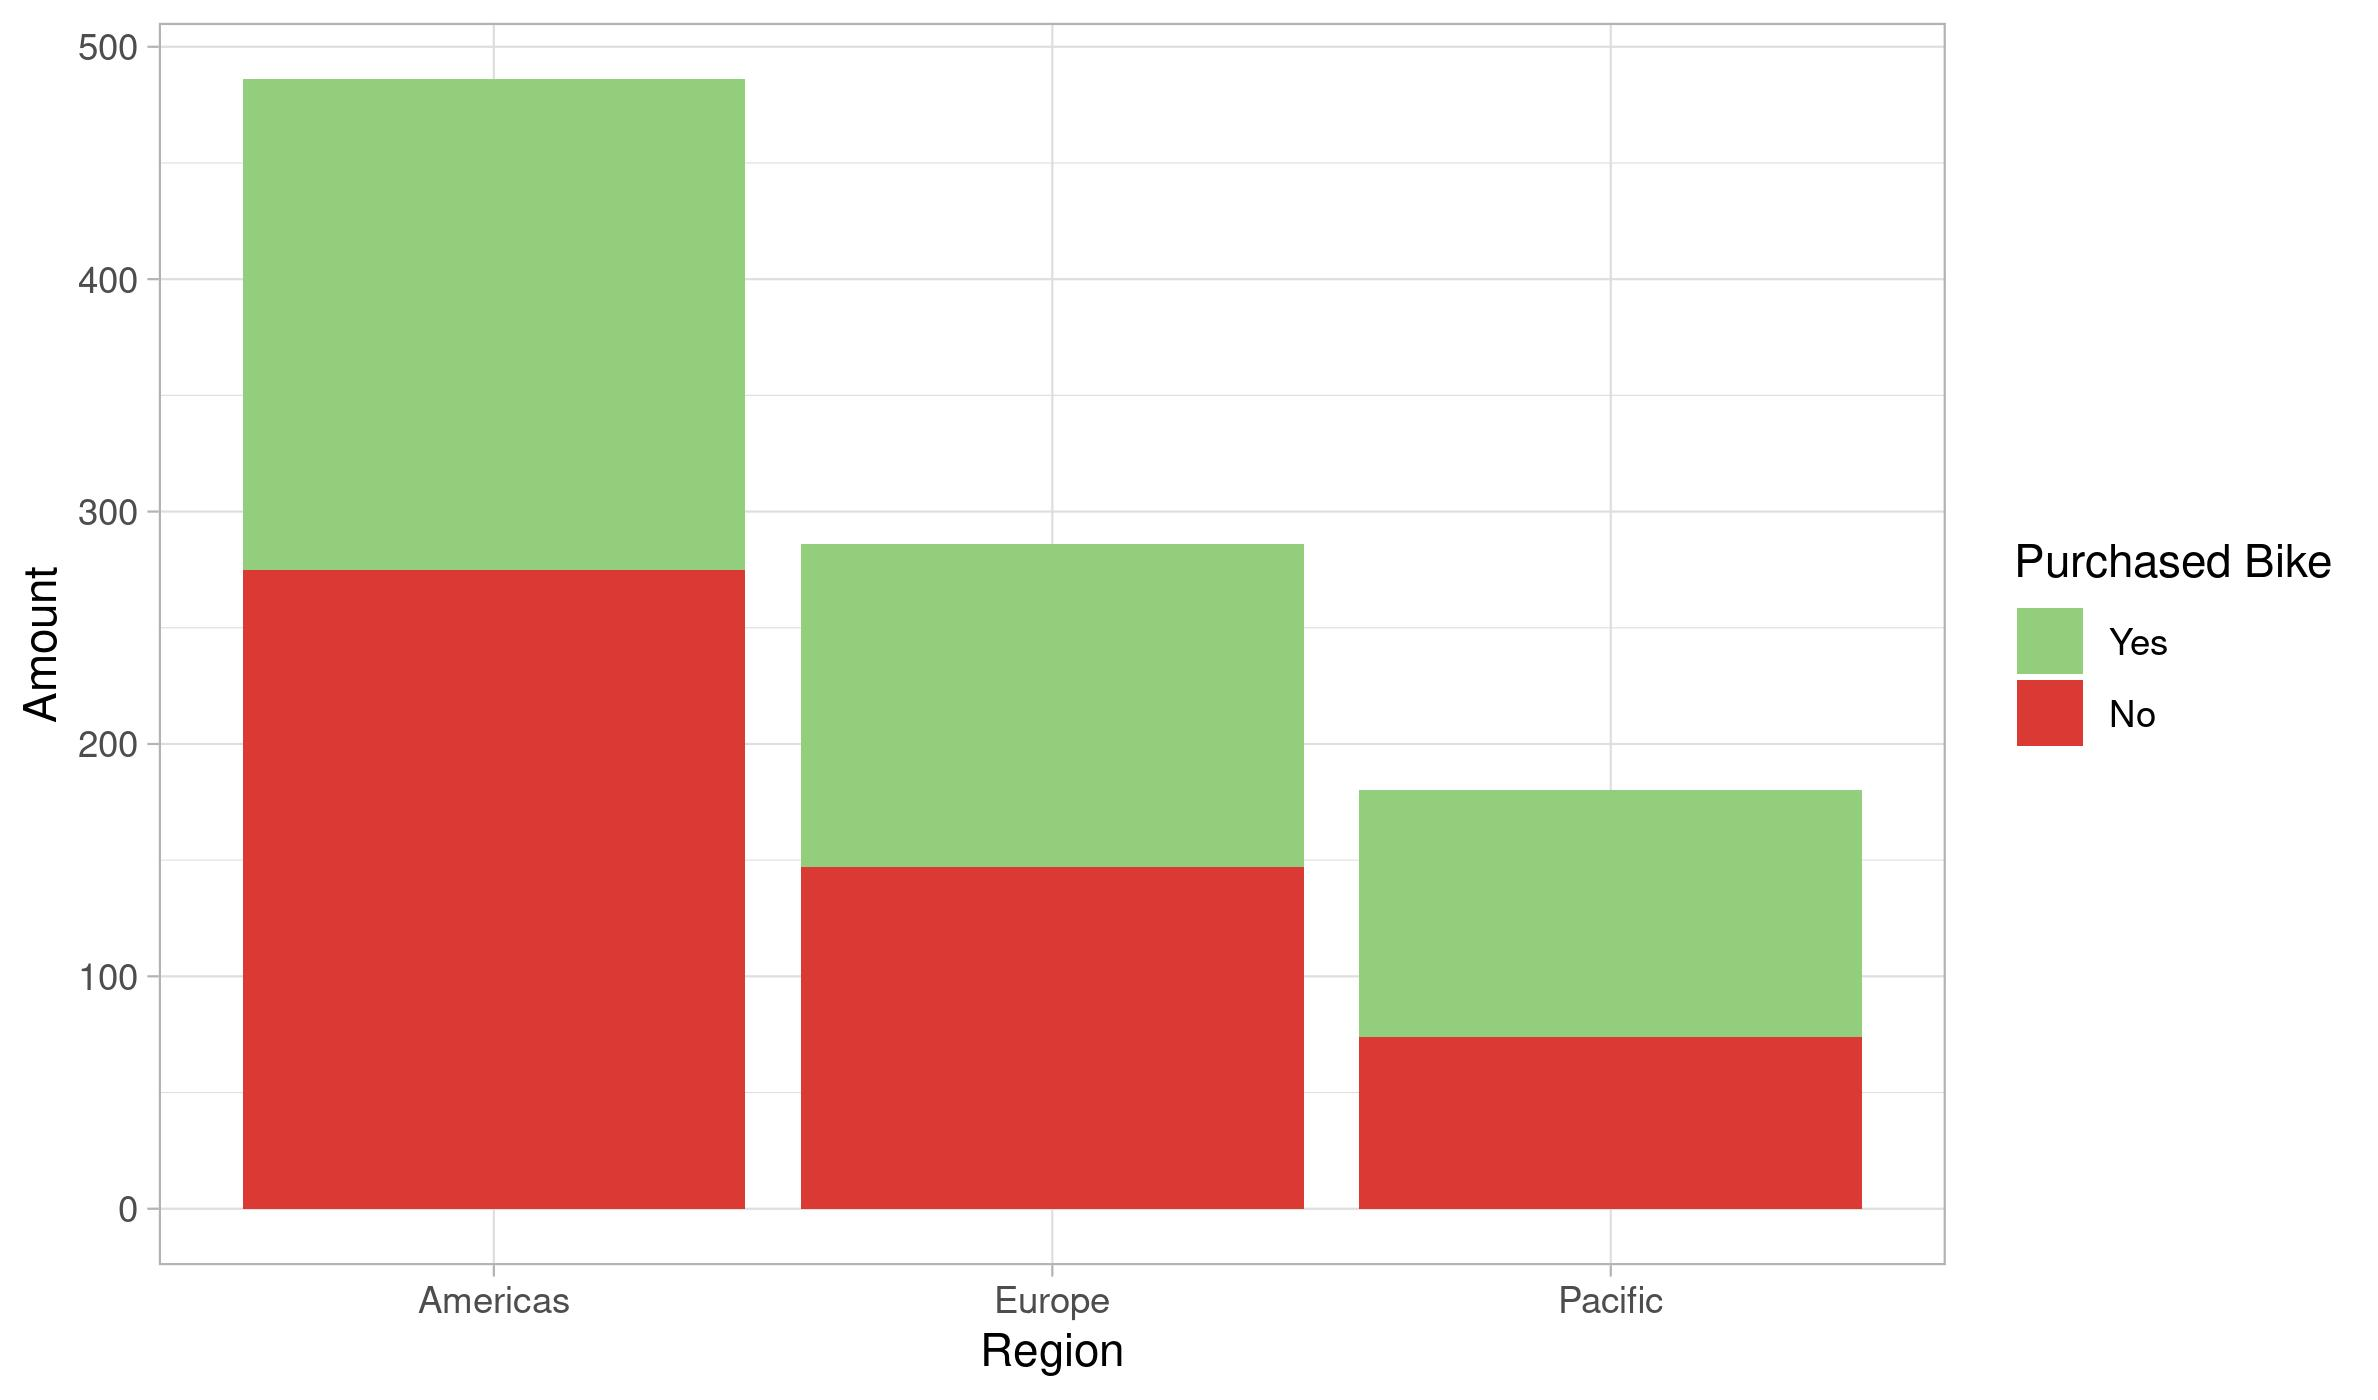 500
400
300
200
100
0
Amount
Americas
Europe
Pacific
Region
Purchased Bike
Yes
No